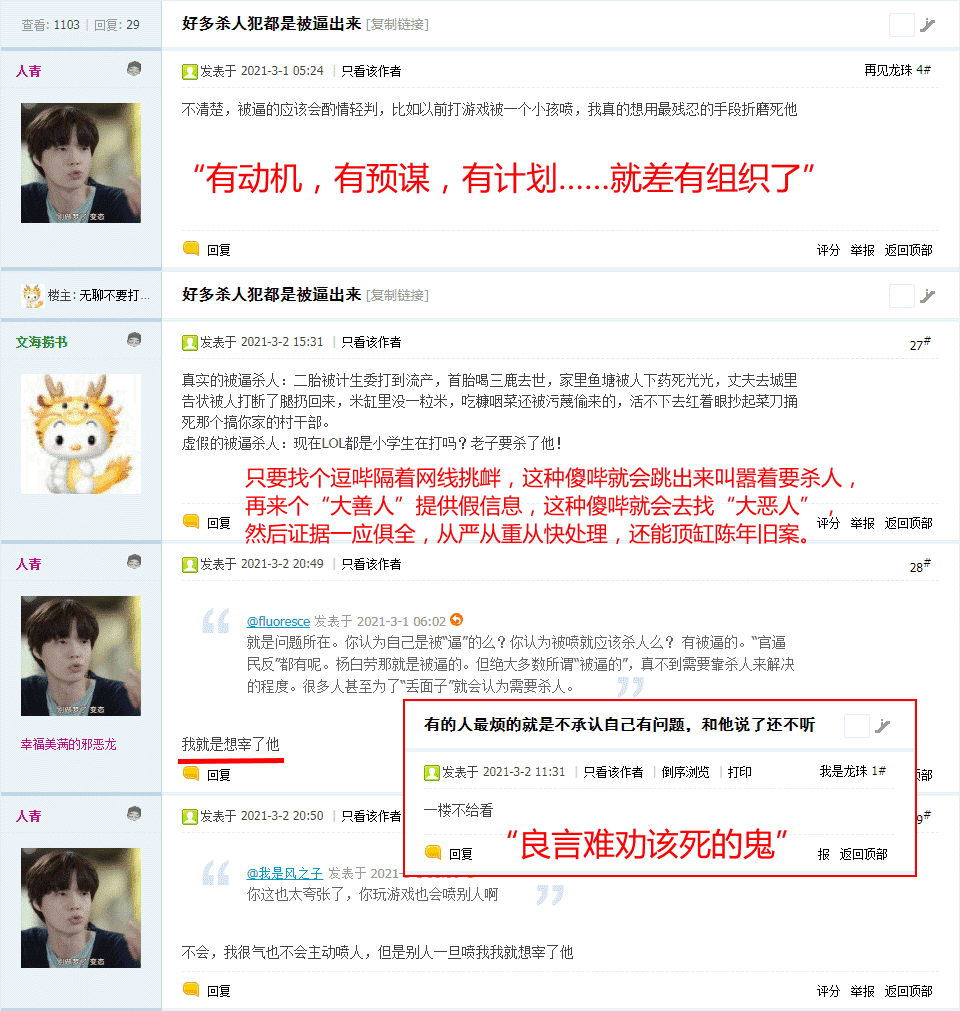 查看: 1103 | 回复: 29
好多杀人犯都是被逼出来 [复制链接]
人青
发表于 2021-3-1 05:24 | 只看该作者
再见龙珠 4#
不清楚，被逼的应该会酌情轻判，比如以前打游戏被一个小孩喷，我真的想用最残忍的手段折磨死他
“有动机，有预谋，有计划……就差有组织了”
别做梦 变态
回复
评分 举报 返回顶部
楼主: 无聊不要打...
好多杀人犯都是被逼出来 [复制链接]
文海捞书
发表于 2021-3-2 15:31 | 只看该作者
27#
真实的被逼杀人：二胎被计生委打到流产，首胎喝三鹿去世，家里鱼塘被人下药死光光，丈夫去城里
告状被人打断了腿扔回来，米缸里没一粒米，吃糠咽菜还被污蔑偷来的，活不下去红着眼抄起菜刀捅
死那个搞你家的村干部。
虚假的被逼杀人：现在LOL都是小学生在打吗？老子要杀了他！
只要找个逗哔隔着网线挑衅，这种傻哔就会跳出来叫嚣着要杀人，
再来个“大善人”提供假信息，这种傻哔就会去找“大恶人”，
然后证据一应俱全，从严从重从快处理，还能顶缸陈年旧案。
回复
评分 举报 返回顶部
人青
发表于 2021-3-2 20:49 | 只看该作者
28#
@fluoresce 发表于 2021-3-1 06:02
就是问题所在。你认为自己是被“逼”的么？你认为被喷就应该杀人么？ 有被逼的。“官逼
民反”都有呢。杨白劳那就是被逼的。但绝大多数所谓“被逼的”，真不到需要靠杀人来解决
的程度。很多人甚至为了“丢面子”就会认为需要杀人。
别做梦 变态
幸福美满的邪恶龙
我就是想宰了他
回复
部
有的人最烦的就是不承认自己有问题，和他说了还不听
发表于 2021-3-2 11:31 | 只看该作者 | 倒序浏览 | 打印
我是龙珠 1#
一楼不给看
“良言难劝该死的鬼”
回复
报 返回顶部
人青
发表于 2021-3-2 20:50 | 只看该作者
9#
@我是风之子 发表于 2021-
你这也太夸张了，你玩游戏也会喷别人啊
不会，我很气也不会主动喷人，但是别人一旦喷我我就想宰了他
别做梦 变态
回复
评分 举报 返回顶部